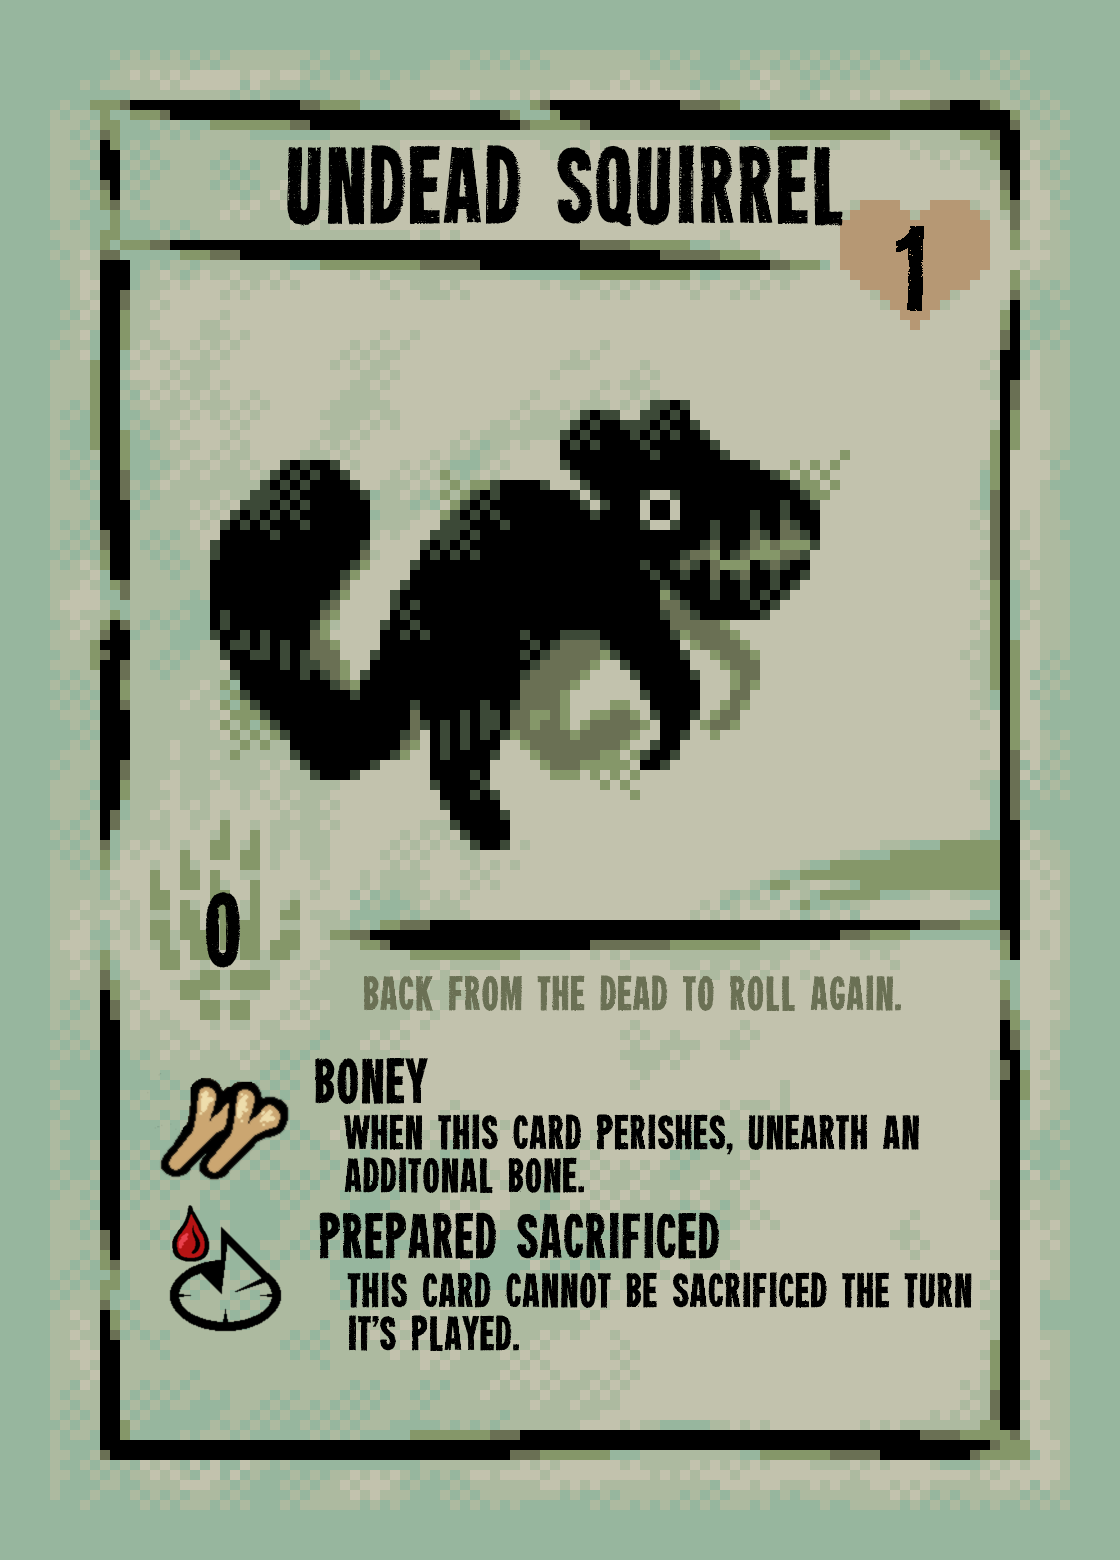 UNDEAD SQUIRREL
1
0
BACK FROM THE DEAD TO ROLL AGAIN.
BONEY
WHEN THIS CARD PERISHES, UNEARTH AN
ADDITONAL BONE.
PREPARED SACRIFICED
THIS CARD CANNOT BE SACRIFICED THE TURN
IT'S PLAYED.